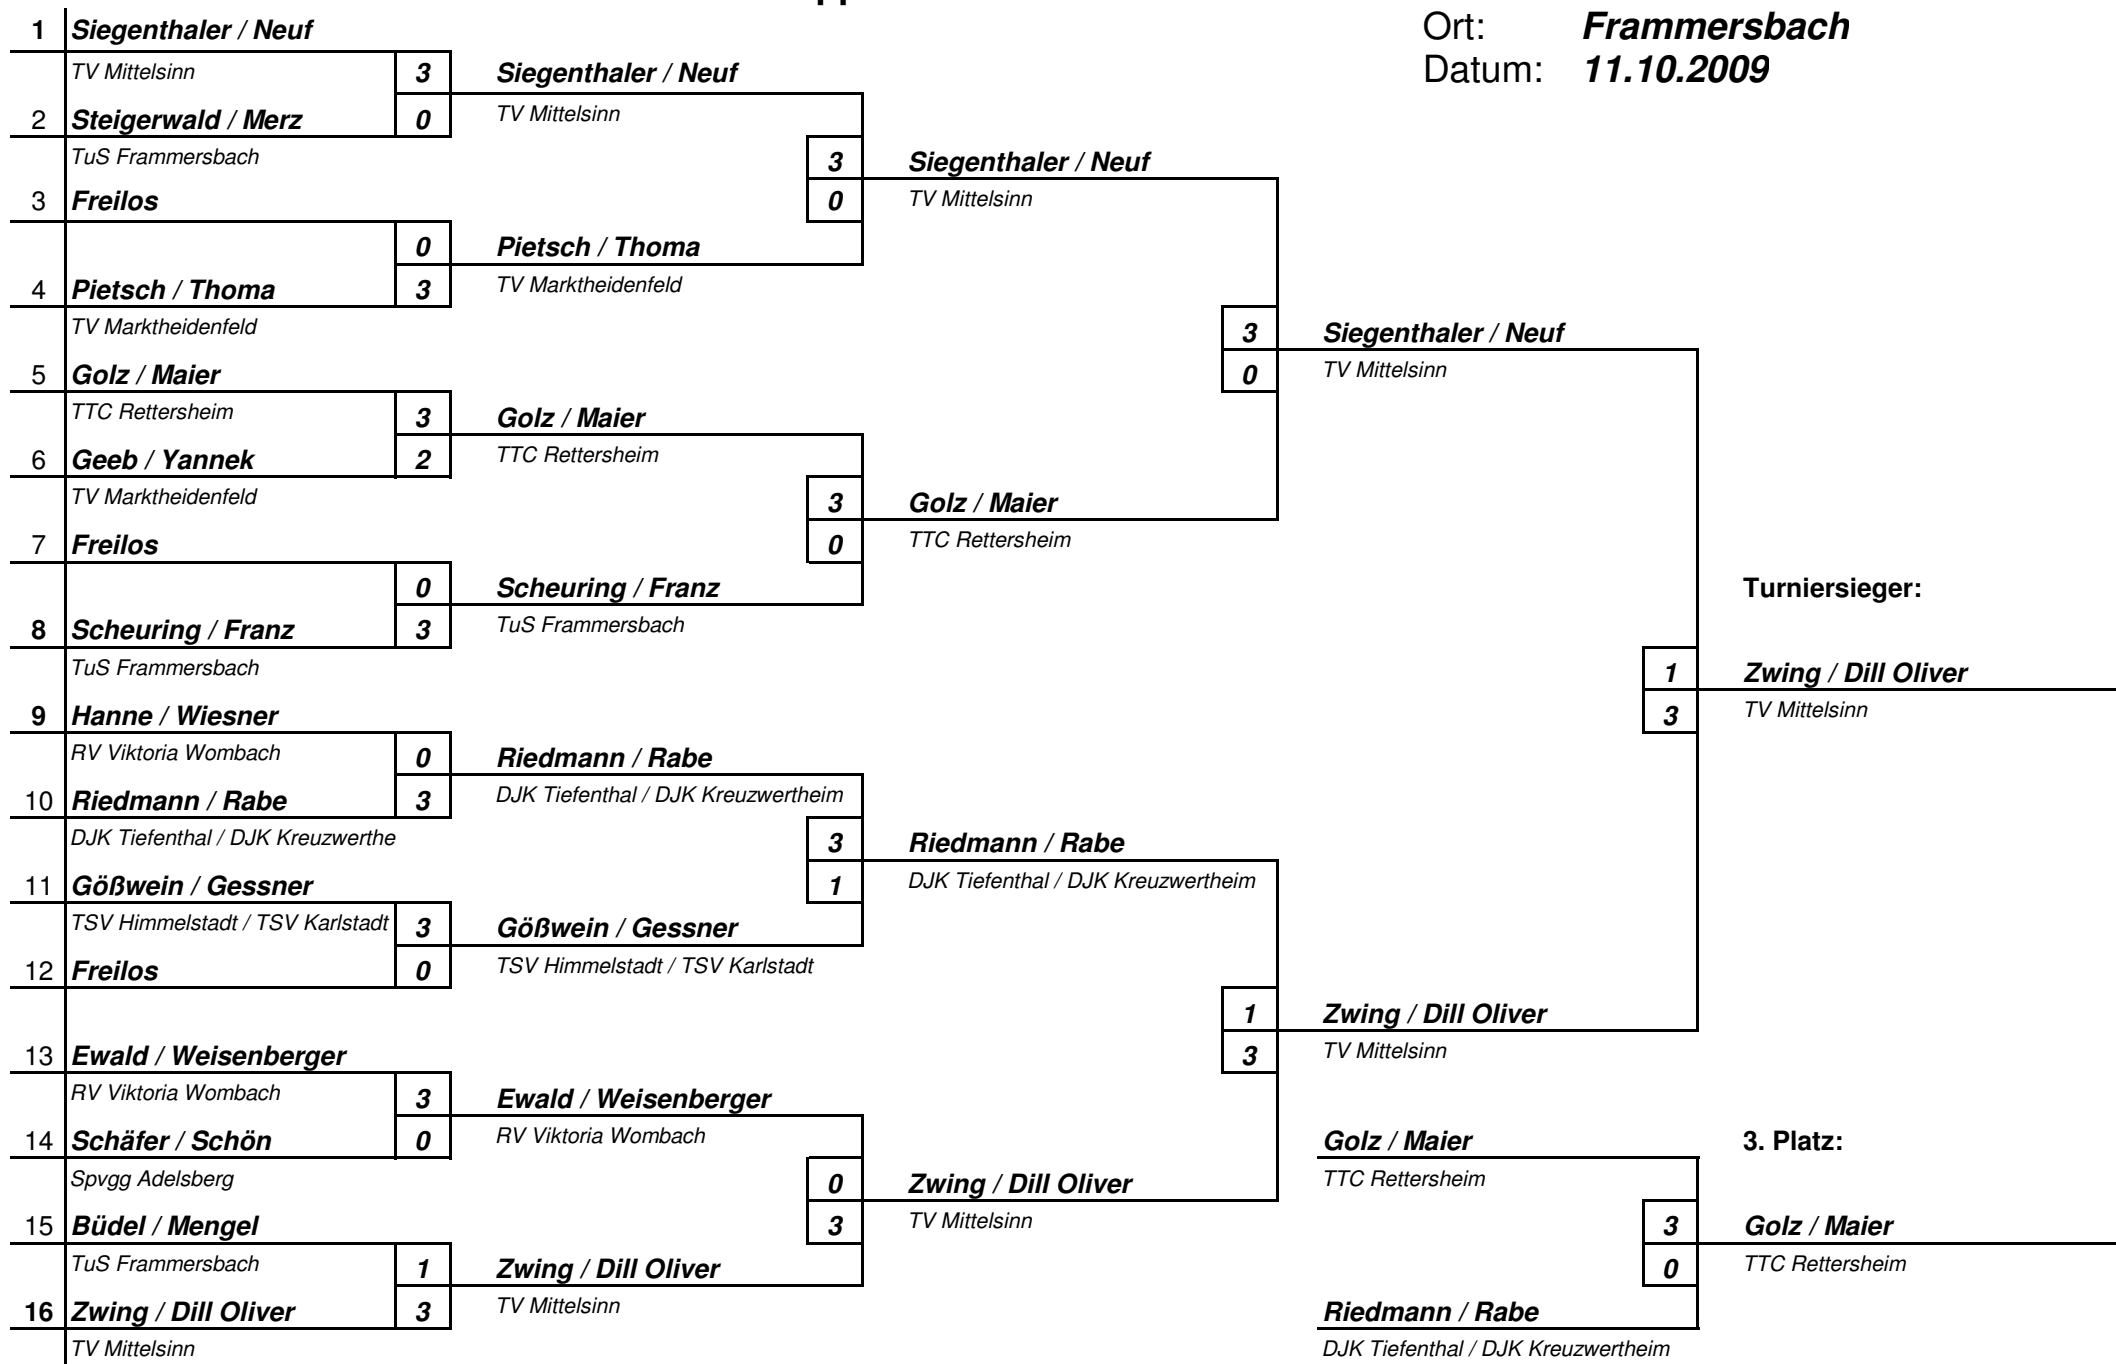 Ort: Frammersbach
Datum: 11.10.2009
1 Siegenthaler / Neuf
TV Mittelsinn 3
2 Steigerwald / Merz 0
TuS Frammersbach
3 Freilos
0
4 Pietsch / Thoma 3
TV Marktheidenfeld
5 Golz / Maier
TTC Rettersheim 3
6 Geeb / Yannek 2
TV Marktheidenfeld
7 Freilos
0
8 Scheuring / Franz 3
TuS Frammersbach
9 Hanne / Wiesner
RV Viktoria Wombach 0
10 Riedmann / Rabe 3
DJK Tiefenthal / DJK Kreuzwerthe
11 Gößwein / Gessner
TSV Himmelstadt / TSV Karlstadt 3
12 Freilos 0
13 Ewald / Weisenberger
RV Viktoria Wombach 3
14 Schäfer / Schön 0
Spvgg Adelsberg
15 Büdel / Mengel
TuS Frammersbach 1
16 Zwing / Dill Oliver 3
TV Mittelsinn
Siegenthaler / Neuf
TV Mittelsinn
3
0
Pietsch / Thoma
TV Marktheidenfeld
Golz / Maier
TTC Rettersheim
3
0
Scheuring / Franz
TuS Frammersbach
Riedmann / Rabe
DJK Tiefenthal / DJK Kreuzwertheim
3
1
Gößwein / Gessner
TSV Himmelstadt / TSV Karlstadt
Ewald / Weisenberger
RV Viktoria Wombach
0
3
Zwing / Dill Oliver
TV Mittelsinn
Siegenthaler / Neuf
TV Mittelsinn
3
0
Golz / Maier
TTC Rettersheim
Riedmann / Rabe
DJK Tiefenthal / DJK Kreuzwertheim
1
3
Zwing / Dill Oliver
TV Mittelsinn
Siegenthaler / Neuf
TV Mittelsinn
1
3
Zwing / Dill Oliver
TV Mittelsinn
Turniersieger:
Zwing / Dill Oliver
TV Mittelsinn
Golz / Maier
TTC Rettersheim
3
0
Riedmann / Rabe
DJK Tiefenthal / DJK Kreuzwertheim
3. Platz:
Golz / Maier
TTC Rettersheim